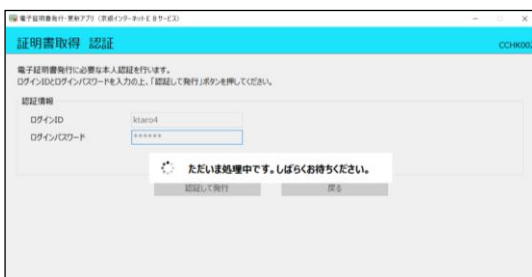 電子証明書発行・更新アプリ (京都インターネットEBサービス)
証明書取得 認証
CCHK002
電子証明書発行に必要な本人認証を行います。
ログインIDとログインパスワードを入力の上、「認証して発行」ボタンを押してください。
認証情報
ログインID
ktaro4
ログインパスワード
******
ただいま処理中です。しばらくお待ちください。
認証して発行
戻る